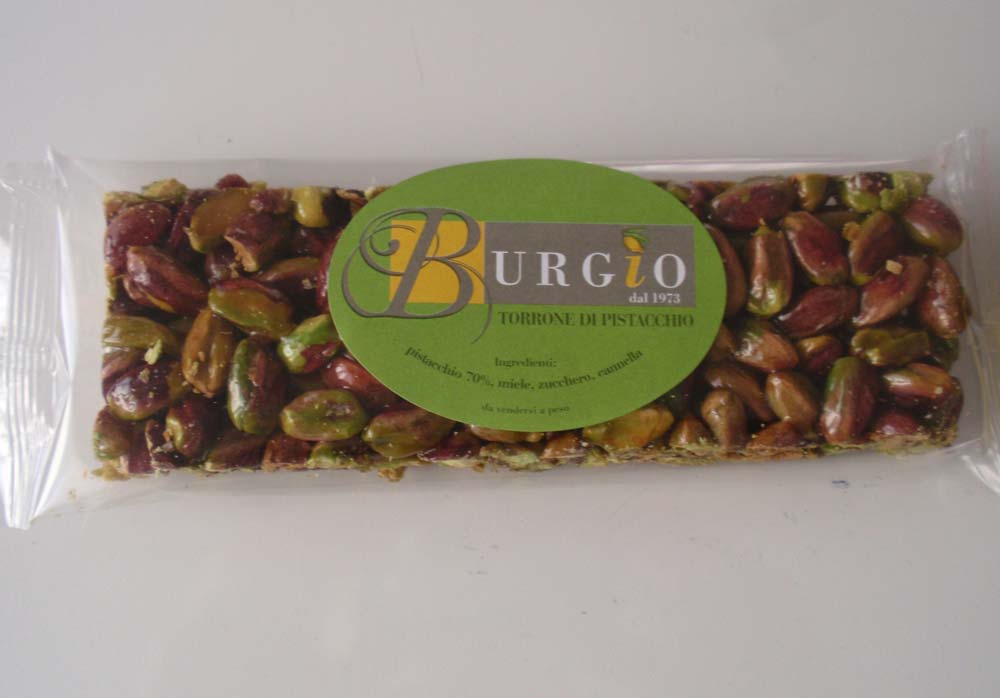 BURGIO
dal 1973
TORRONE DI PISTACCHIO
Ingredienti:
pistacchio 70%, miele, zucchero, cannella
da vendersi a peso